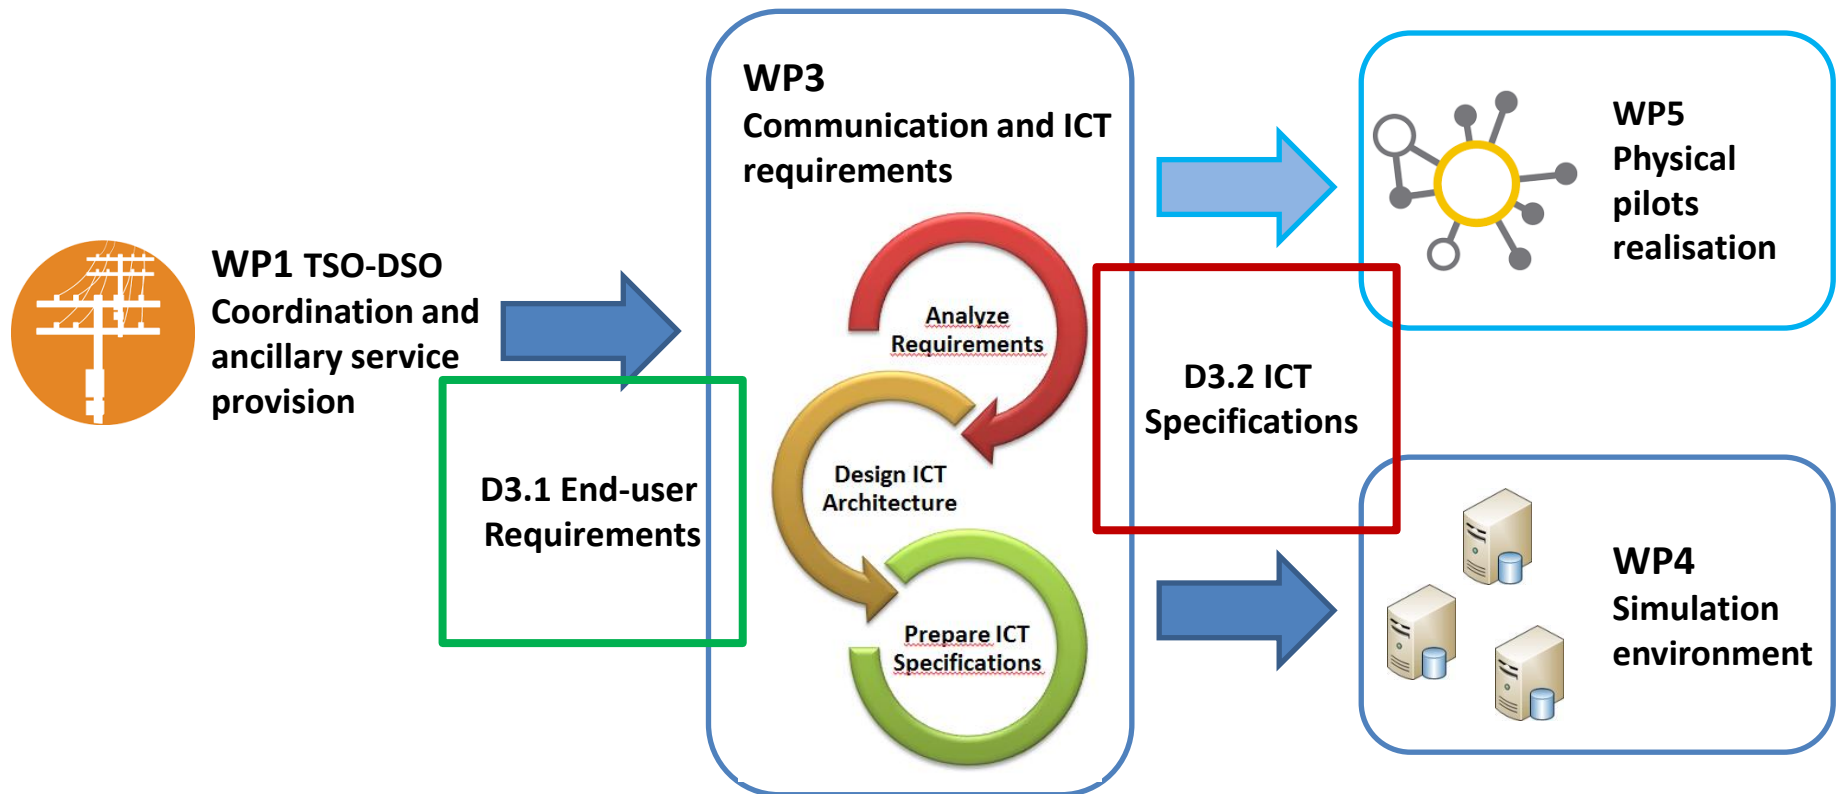 WP1 TSO-DSO
Coordination and
ancillary service
provision
D3.1 End-user
Requirements
WP3
Communication and ICT
requirements
Analyze
Requirements
Design ICT
Architecture
Prepare ICT
Specifications
D3.2 ICT
Specifications
WP5
Physical
pilots
realisation
WP4
Simulation
environment